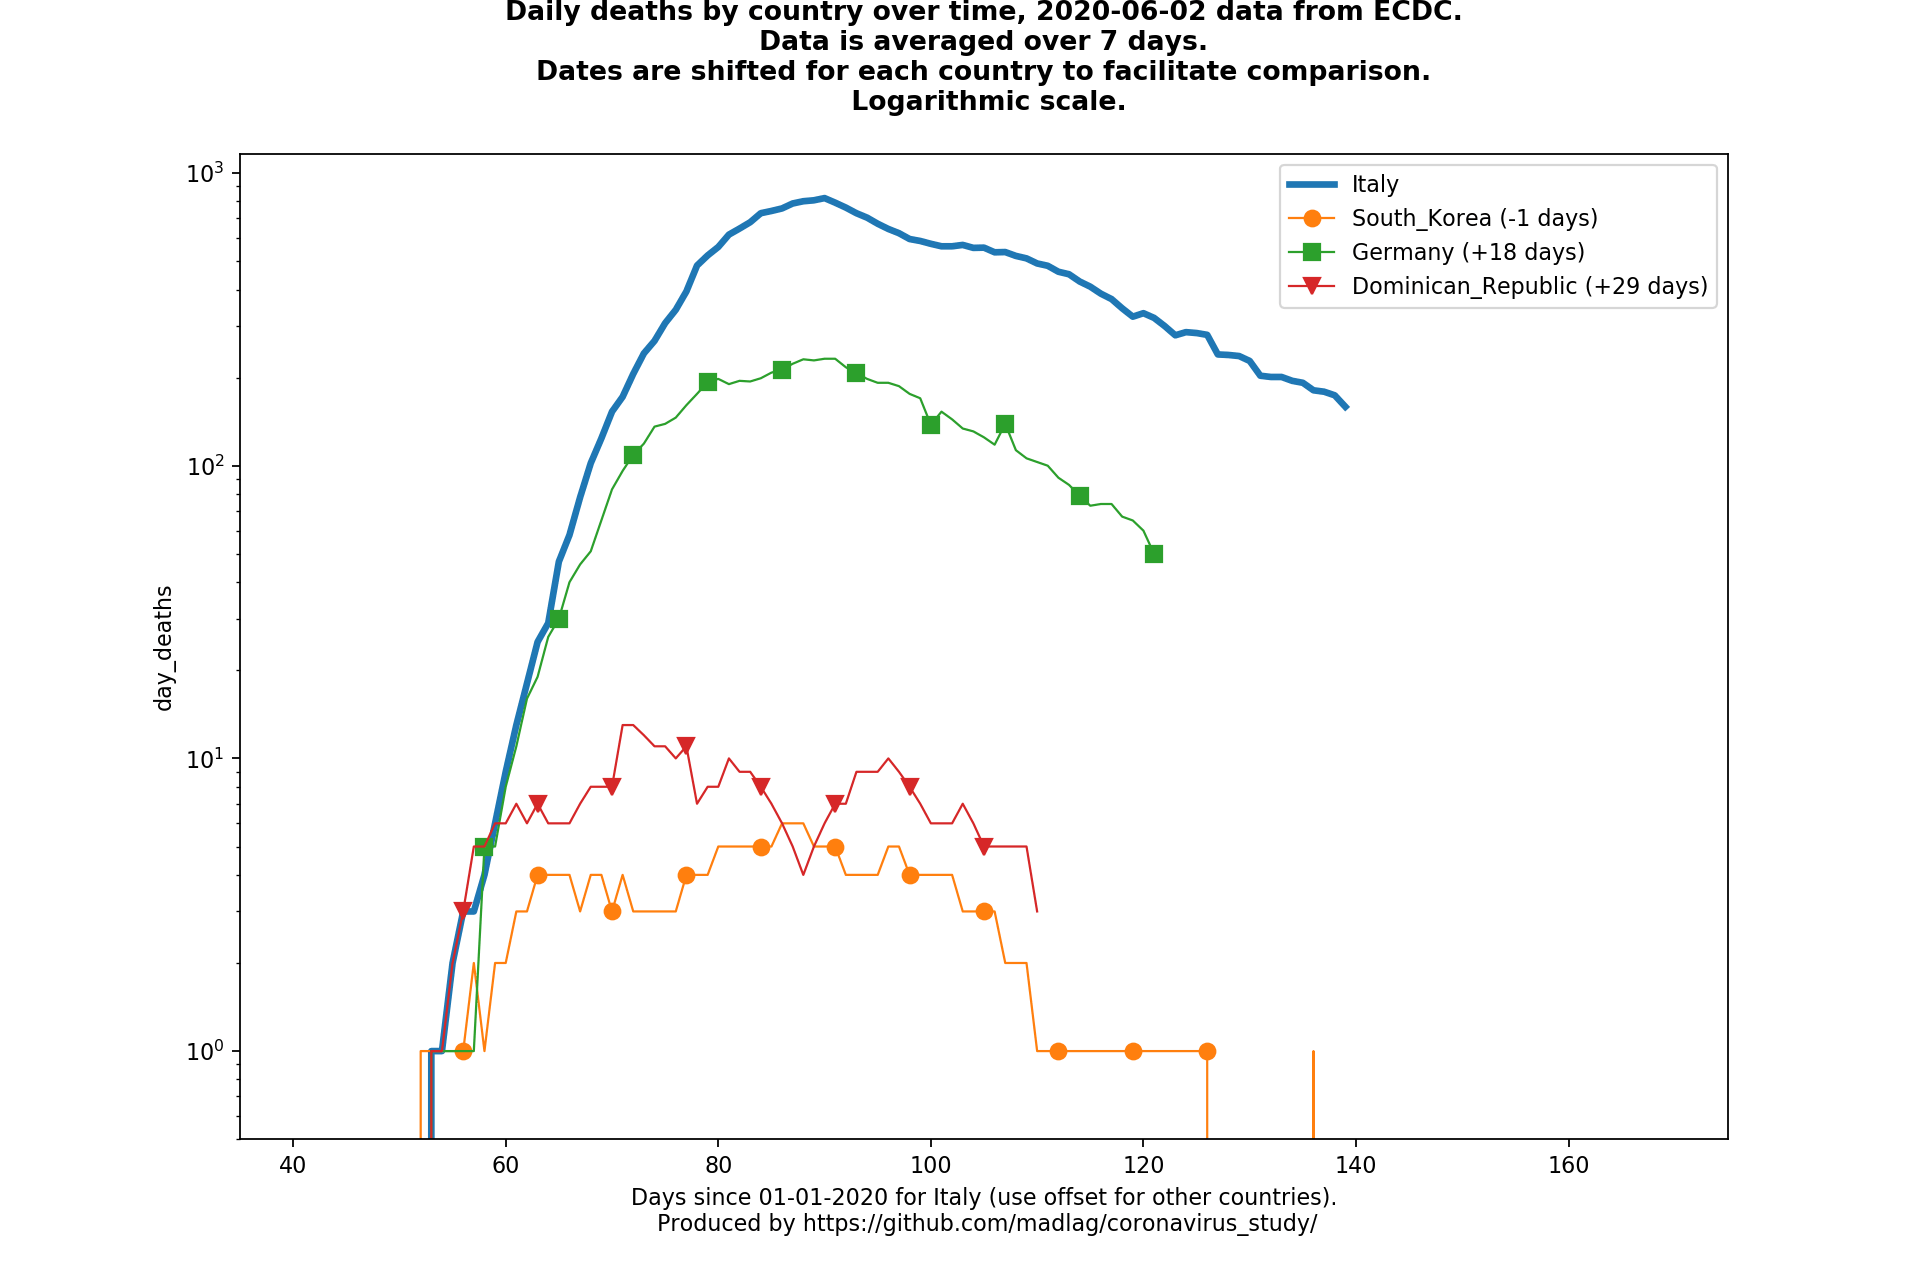 Daily deaths by country over time, 2020-06-02 data from ECDC.
Data is averaged over 7 days.
Dates are shifted for each country to facilitate comparison.
Logarithmic scale.
10³
10²
10¹
10⁰
day_deaths
Italy
South_Korea (-1 days)
Germany (+18 days)
Dominican_Republic (+29 days)
40 60 80 100 120 140 160
Days since 01-01-2020 for Italy (use offset for other countries).
Produced by https://github.com/madlag/coronavirus_study/